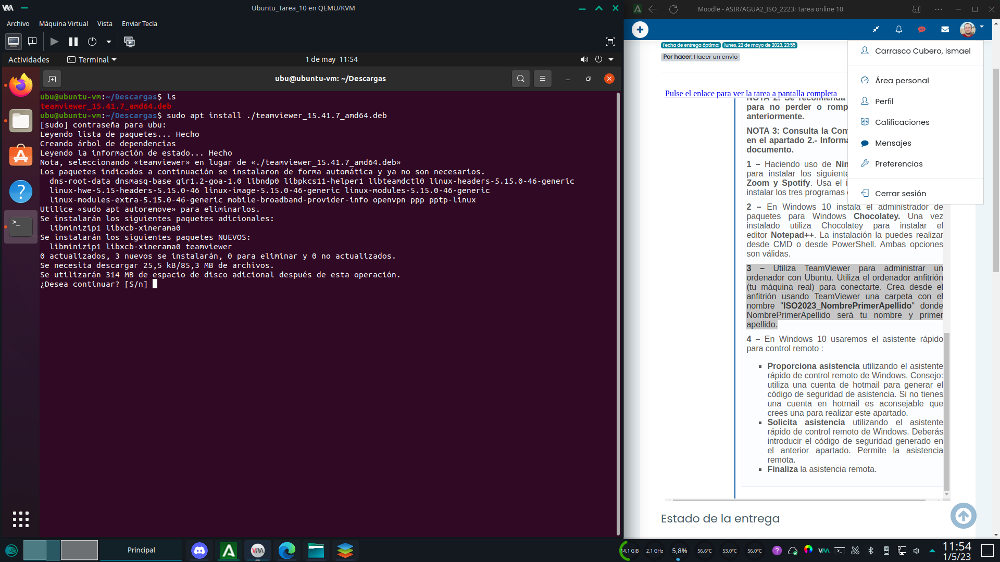 Ubuntu_Tarea_10 en QEMU/KVM
Archivo Máquina Virtual Vista Enviar Tecla
Actividades Terminal 1 de may 11:54
ubu@ubuntu-vm: ~/Descargas
ubu@ubuntu-vm:~/Descargas$ ls
teamviewer_15.41.7_amd64.deb
ubu@ubuntu-vm:~/Descargas$ sudo apt install ./teamviewer_15.41.7_amd64.deb
[sudo] contraseña para ubu:
Leyendo lista de paquetes... Hecho
Creando árbol de dependencias
Leyendo la información de estado... Hecho
Nota, seleccionando «teamviewer» en lugar de «./teamviewer_15.41.7_amd64.deb»
Los paquetes indicados a continuación se instalaron de forma automática y ya no son necesarios.
dns-root-data dnsmasq-base gir1.2-goa-1.0 libndp0 libpkcs11-helper1 libteamdctl0 linux-headers-5.15.0-46-generic
linux-hwe-5.15-headers-5.15.0-46 linux-image-5.15.0-46-generic linux-modules-5.15.0-46-generic
linux-modules-extra-5.15.0-46-generic mobile-broadband-provider-info openvpn ppp pptp-linux
Utilice «sudo apt autoremove» para eliminarlos.
Se instalarán los siguientes paquetes adicionales:
libminizip1 libxcb-xinerama0
Se instalarán los siguientes paquetes NUEVOS:
libminizip1 libxcb-xinerama0 teamviewer
0 actualizados, 3 nuevos se instalarán, 0 para eliminar y 0 no actualizados.
Se necesita descargar 25,5 kB/85,3 MB de archivos.
Se utilizarán 314 MB de espacio de disco adicional después de esta operación.
¿Desea continuar? [S/n]
Moodle - ASIR/AGUA2_ISO_2223: Tarea online 10
Fecha de entrega óptima: lunes, 22 de mayo de 2023, 23:55
Por hacer: Hacer un envío
Pulse el enlace para ver la tarea a pantalla completa
NOTA 2: Se recomienda
para no perder o romp
anteriormente.
NOTA 3: Consulta la Con
en el apartado 2.- Informa
documento.
1 – Haciendo uso de Nin
para instalar los siguiente
Zoom y Spotify. Usa el i
instalar los tres programas
Carrasco Cubero, Ismael
Área personal
Perfil
Calificaciones
Mensajes
Preferencias
Cerrar sesión
2 – En Windows 10 instala el administrador de
paquetes para Windows Chocolatey. Una vez
instalado utiliza Chocolatey para instalar el
editor Notepad++. La instalación la puedes realizar
desde CMD o desde PowerShell. Ambas opciones
son válidas.
3 – Utiliza TeamViewer para administrar un
ordenador con Ubuntu. Utiliza el ordenador anfitrión
(tu máquina real) para conectarte. Crea desde el
anfitrión usando TeamViewer una carpeta con el
nombre "ISO2023_NombrePrimerApellido" donde
NombrePrimerApellido será tu nombre y primer
apellido.
4 – En Windows 10 usaremos el asistente rápido
para control remoto :
Proporciona asistencia utilizando el asistente
rápido de control remoto de Windows. Consejo:
utiliza una cuenta de hotmail para generar el
código de seguridad de asistencia. Si no tienes
una cuenta en hotmail es aconsejable que
crees una para realizar este apartado.
Solicita asistencia utilizando el asistente
rápido de control remoto de Windows. Deberás
introducir el código de seguridad generado en
el anterior apartado. Permite la asistencia
remota.
Finaliza la asistencia remota.
Estado de la entrega
Principal
14,1 GiB 2,1 GHz 5,8% 56,6°C 53,0°C 56,0°C
11:54
1/5/23